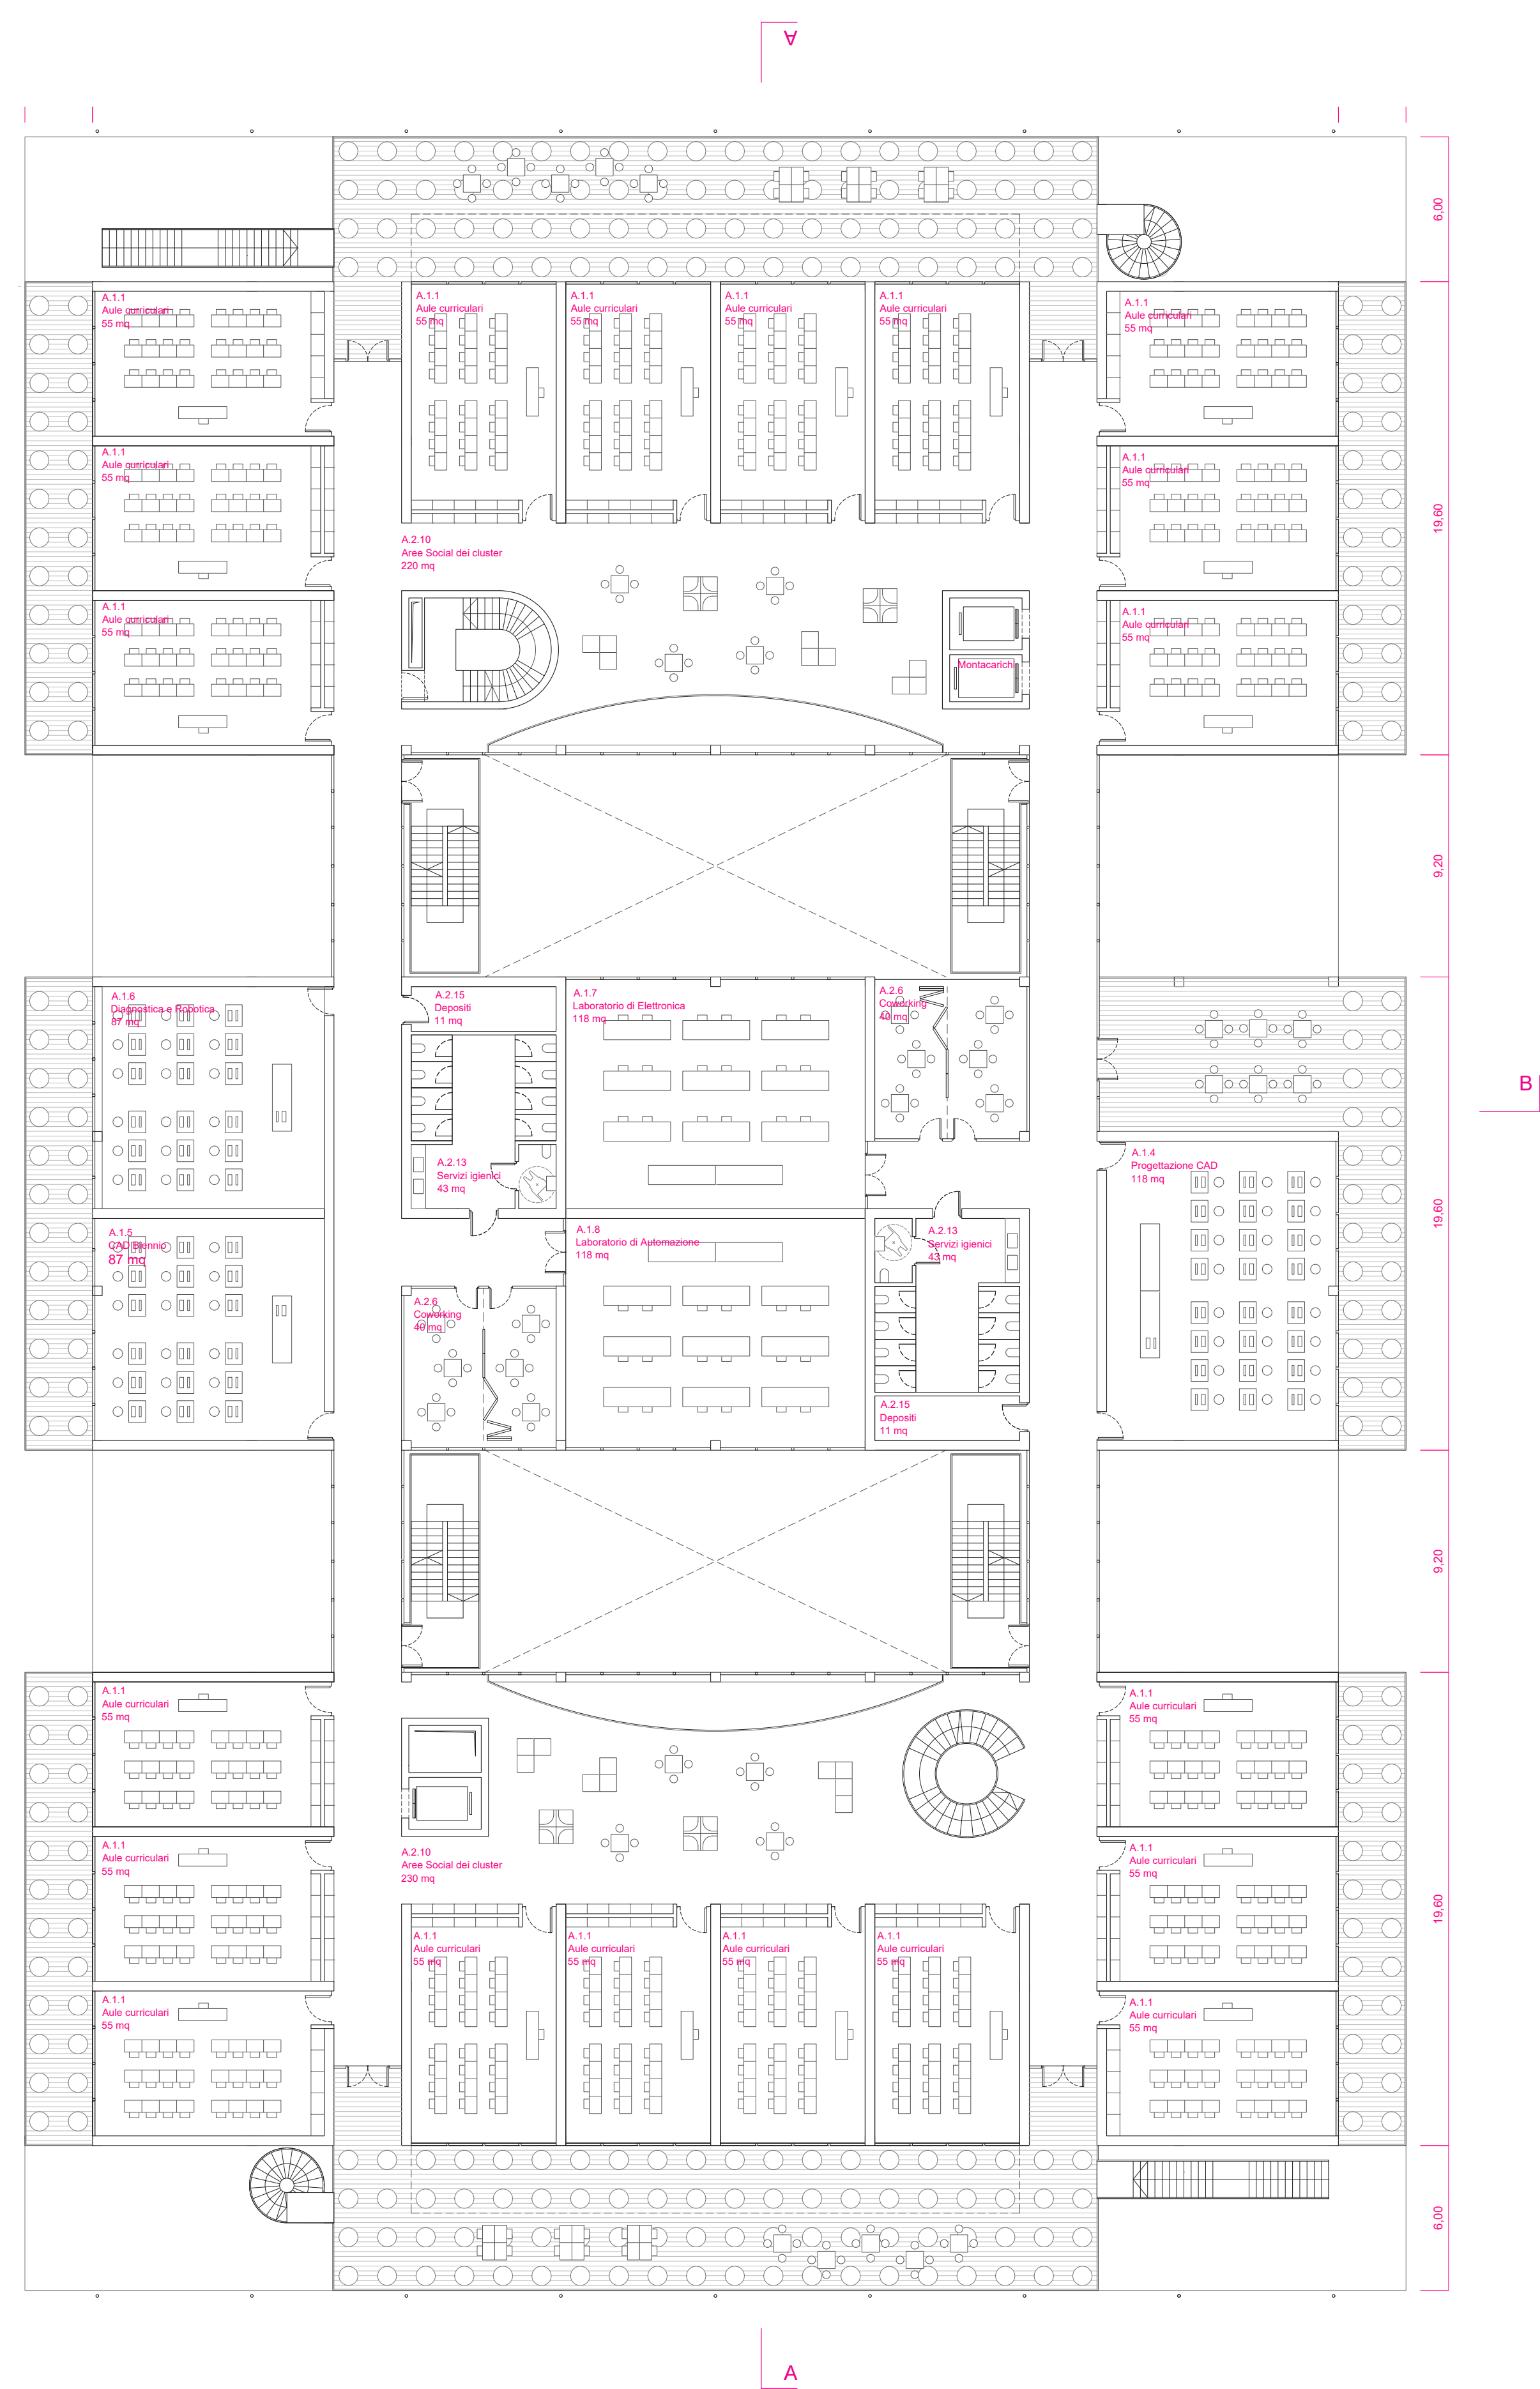 A
6,00
A.1.1
Aule curriculari
55 mq
A.1.1
Aule curriculari
55 mq
A.1.1
Aule curriculari
55 mq
A.1.1
Aule curriculari
55 mq
A.1.1
Aule curriculari
55 mq
A.1.1
Aule curriculari
55 mq
A.1.1
Aule curriculari
55 mq
A.1.1
Aule curriculari
55 mq
19,60
A.2.10
Aree Social dei cluster
220 mq
A.1.1
Aule curriculari
55 mq
A.1.1
Aule curriculari
55 mq
Montacarichi
9,20
A.1.6
Diagnostica e Robotica
87 mq
A.2.15
Depositi
11 mq
A.1.7
Laboratorio di Elettronica
118 mq
A.2.6
Coworking
40 mq
B
A.2.13
Servizi igienici
43 mq
A.1.4
Progettazione CAD
118 mq
19,60
A.1.5
CAD Biennio
87 mq
A.1.8
Laboratorio di Automazione
118 mq
A.2.13
Servizi igienici
43 mq
A.2.6
Coworking
40 mq
A.2.15
Depositi
11 mq
9,20
A.1.1
Aule curriculari
55 mq
A.1.1
Aule curriculari
55 mq
A.1.1
Aule curriculari
55 mq
A.2.10
Aree Social dei cluster
230 mq
A.1.1
Aule curriculari
55 mq
19,60
A.1.1
Aule curriculari
55 mq
A.1.1
Aule curriculari
55 mq
A.1.1
Aule curriculari
55 mq
A.1.1
Aule curriculari
55 mq
A.1.1
Aule curriculari
55 mq
A.1.1
Aule curriculari
55 mq
6,00
A